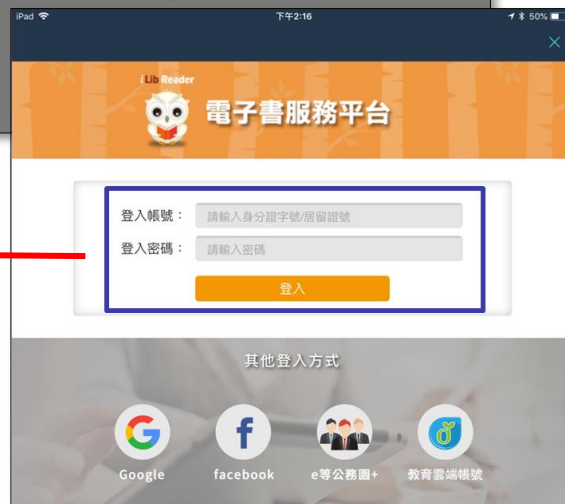 iPad 下午2:16 50%
iLib Reader
電子書服務平台
登入帳號： 請輸入身分證字號/居留證號
登入密碼： 請輸入密碼
登入
其他登入方式
Google facebook e等公務園+ 教育雲端帳號